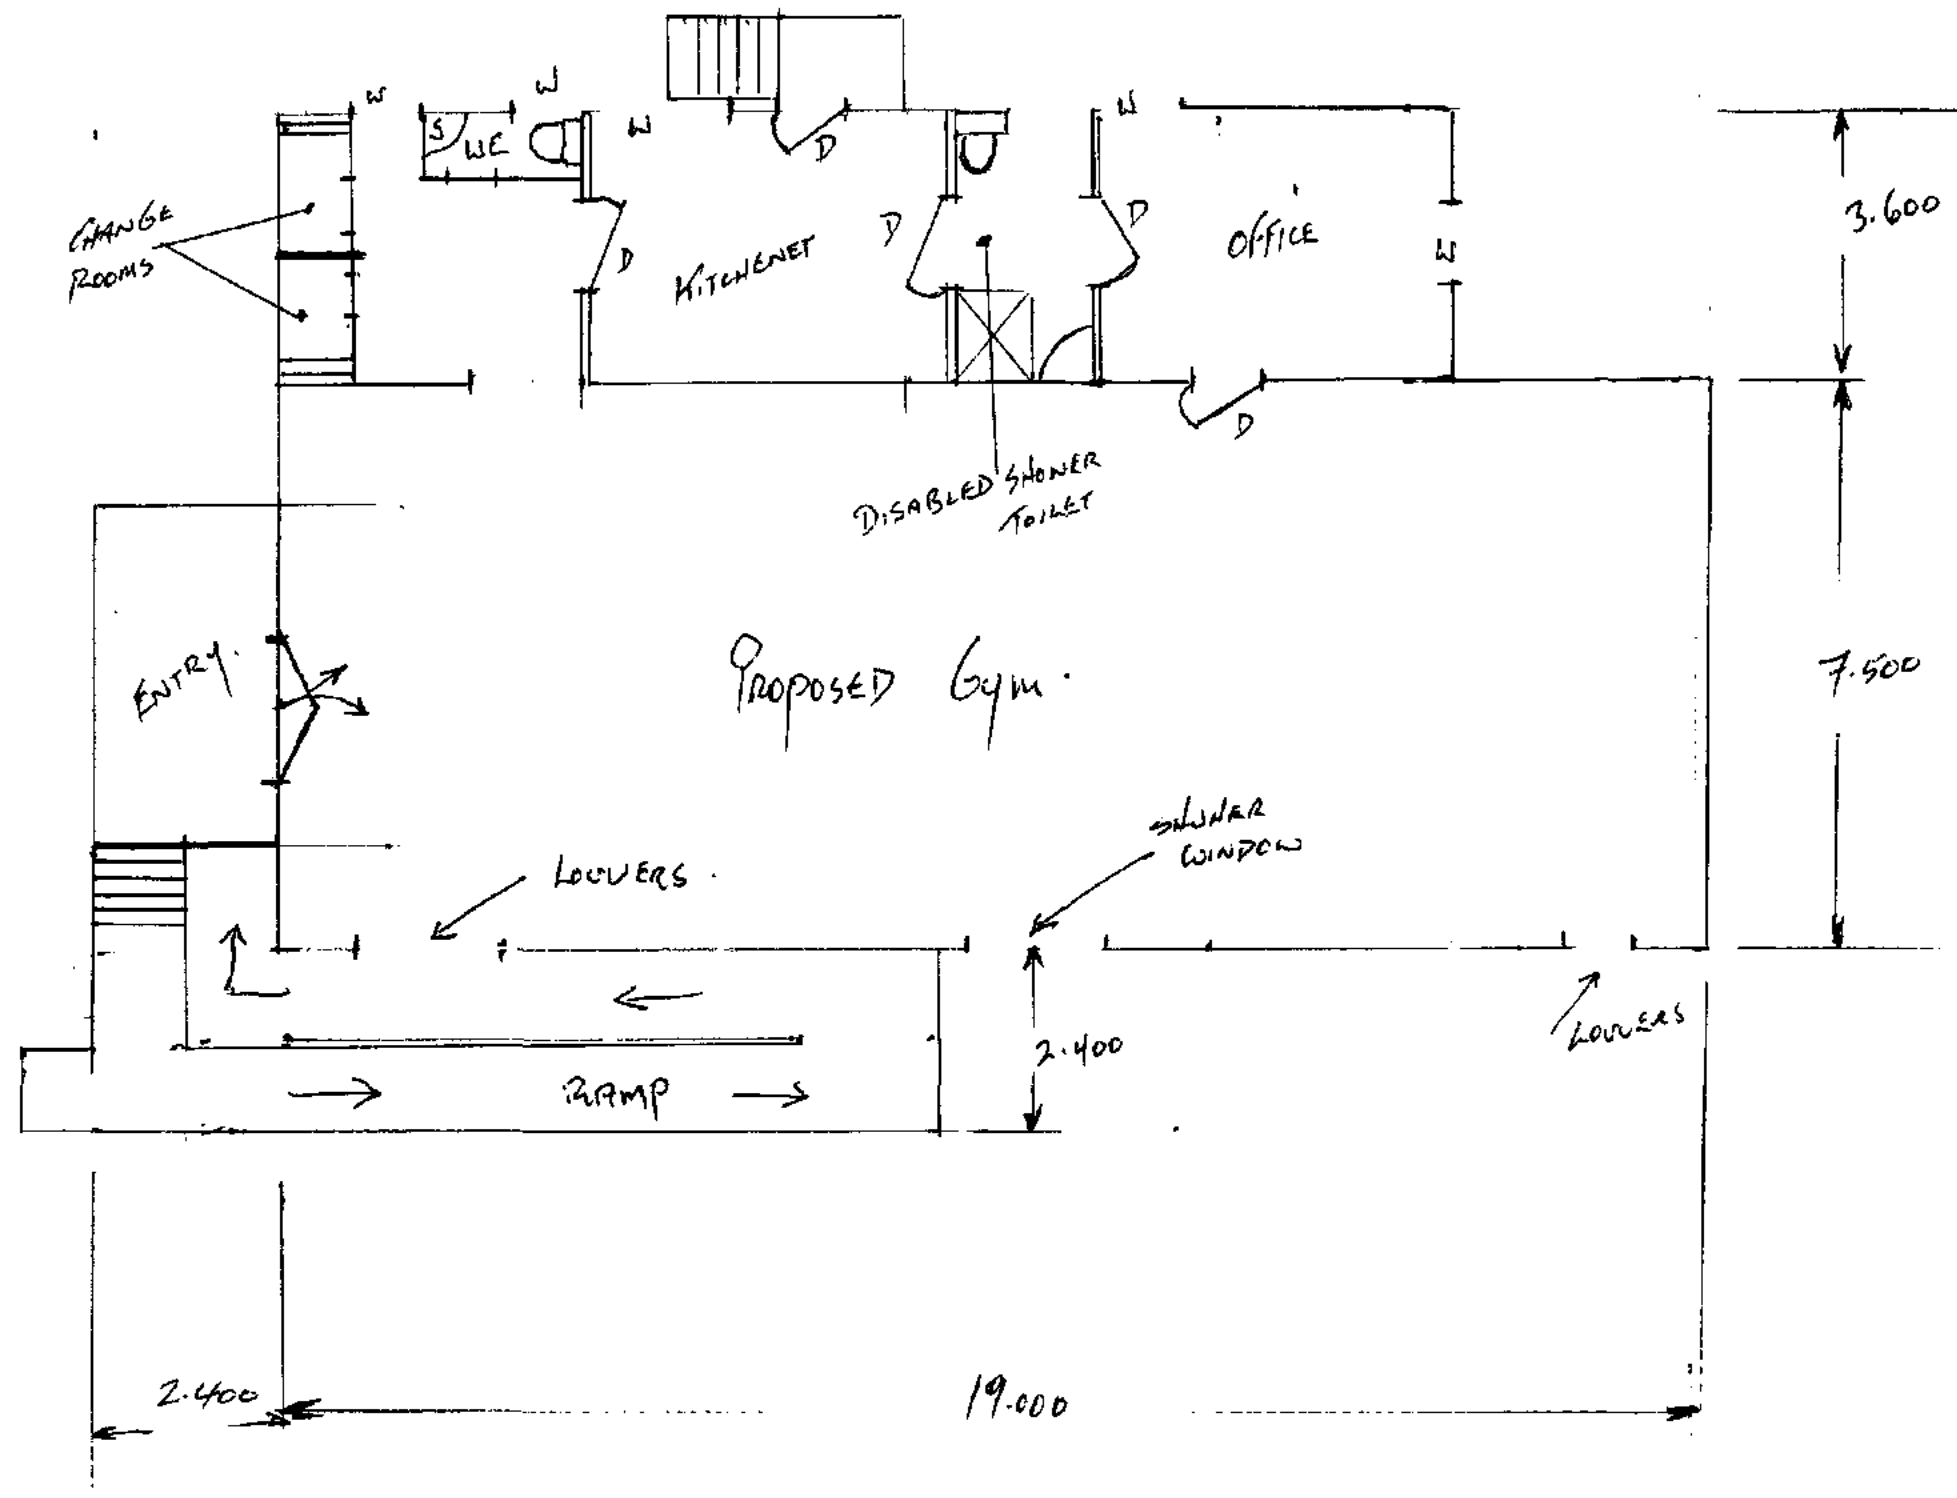 W
W
S
WC
W
D
W
CHANGE
ROOMS
D
KITCHENET
D
D
OFFICE
W
3.600
D
DISABLED SHOWER
TOILET
ENTRY.
PROPOSED GYM.
7.500
SHOWER
WINDOW
LOUVERS.
LOUVERS
2.400
RAMP
2.400
19.000